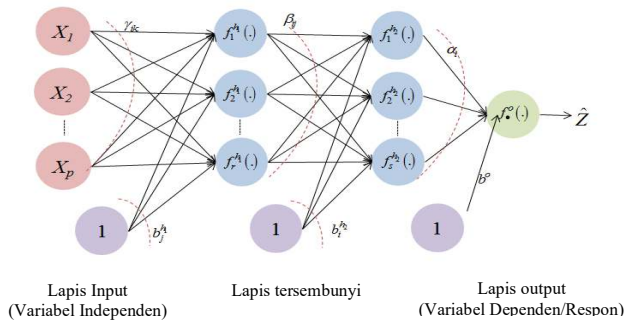 X₁
γᵢₖ
f₁ʰ¹(.)
βᵢⱼ
f₁ʰ²(.)
αᵢ
X₂
f₂ʰ¹(.)
f₂ʰ²(.)
f•ᵒ(.)
Ẑ
Xₚ
fᵣʰ¹(.)
fₛʰ²(.)
bᵒ
1
bⱼʰ¹
1
bᵢʰ²
1
Lapis Input
(Variabel Independen)
Lapis tersembunyi
Lapis output
(Variabel Dependen/Respon)